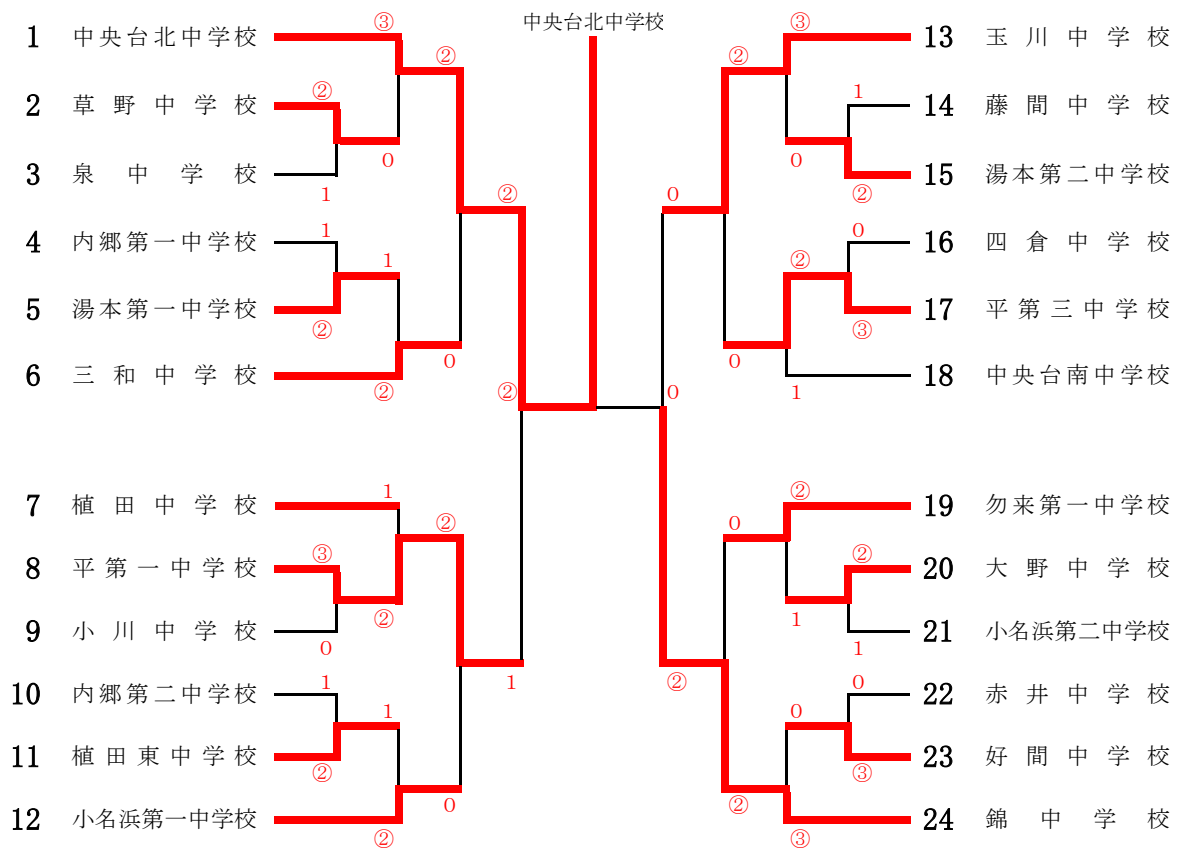 中央台北中学校
1 中央台北中学校 ③ ② ② ③ 玉川中学校 13
2 草野中学校 ② 1 藤間中学校 14
0 0
3 泉中学校 1 ② 湯本第二中学校 15
② 0
4 内郷第一中学校 1 0 四倉中学校 16
1 ②
5 湯本第一中学校 ② ③ 平第三中学校 17
0 0
6 三和中学校 ② 1 中央台南中学校 18
② 0
7 植田中学校 1 ② 勿来第一中学校 19
② 0
8 平第一中学校 ③ ② 大野中学校 20
② 1
9 小川中学校 0 1 小名浜第二中学校 21
1 ②
10 内郷第二中学校 1 0 赤井中学校 22
1 0
11 植田東中学校 ② ③ 好間中学校 23
0 ②
12 小名浜第一中学校 ② ③ 錦中学校 24